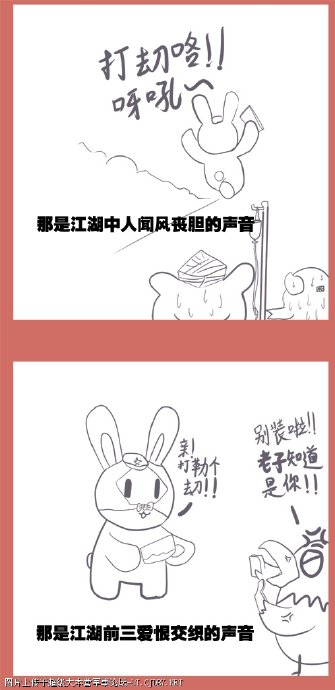 打劫咯!!
呀吼~
那是江湖中人闻风丧胆的声音
亲!
打勒个
劫!!
别装啦!!
老子知道
是你!!
那是江湖前三爱恨交织的声音